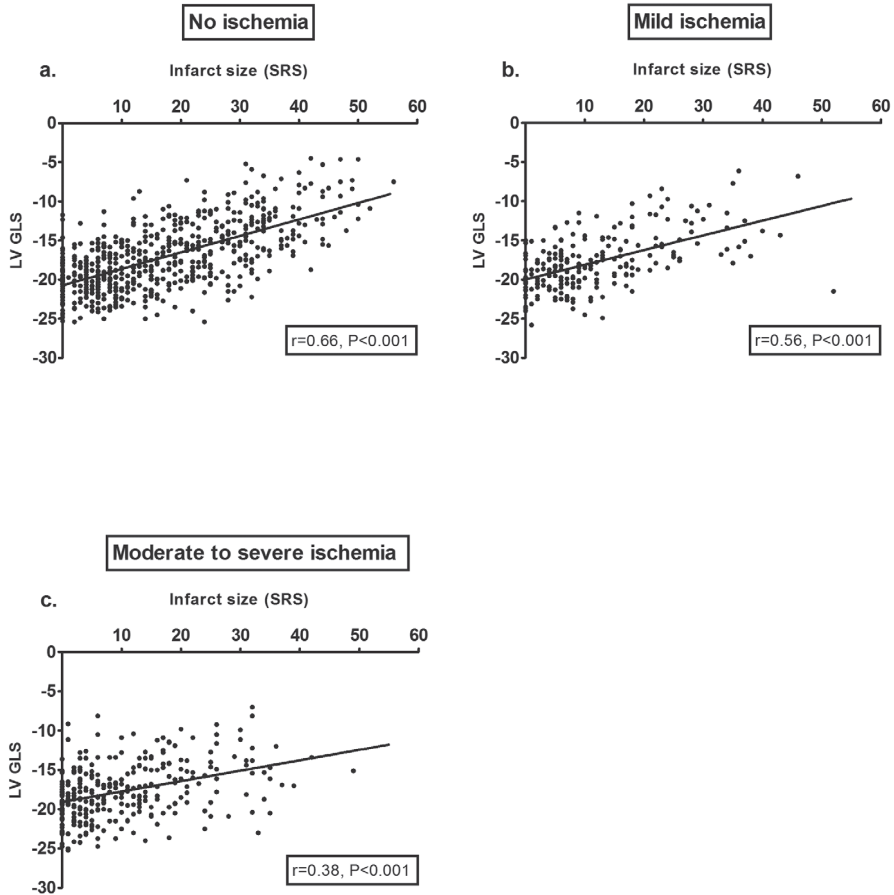 No ischemia
a.
Infarct size (SRS)
10 20 30 40 50 60
0
-5
-10
-15
-20
-25
-30
LV GLS
r=0.66, P<0.001
Mild ischemia
b.
Infarct size (SRS)
10 20 30 40 50 60
0
-5
-10
-15
-20
-25
-30
LV GLS
r=0.56, P<0.001
Moderate to severe ischemia
c.
Infarct size (SRS)
10 20 30 40 50 60
0
-5
-10
-15
-20
-25
-30
LV GLS
r=0.38, P<0.001